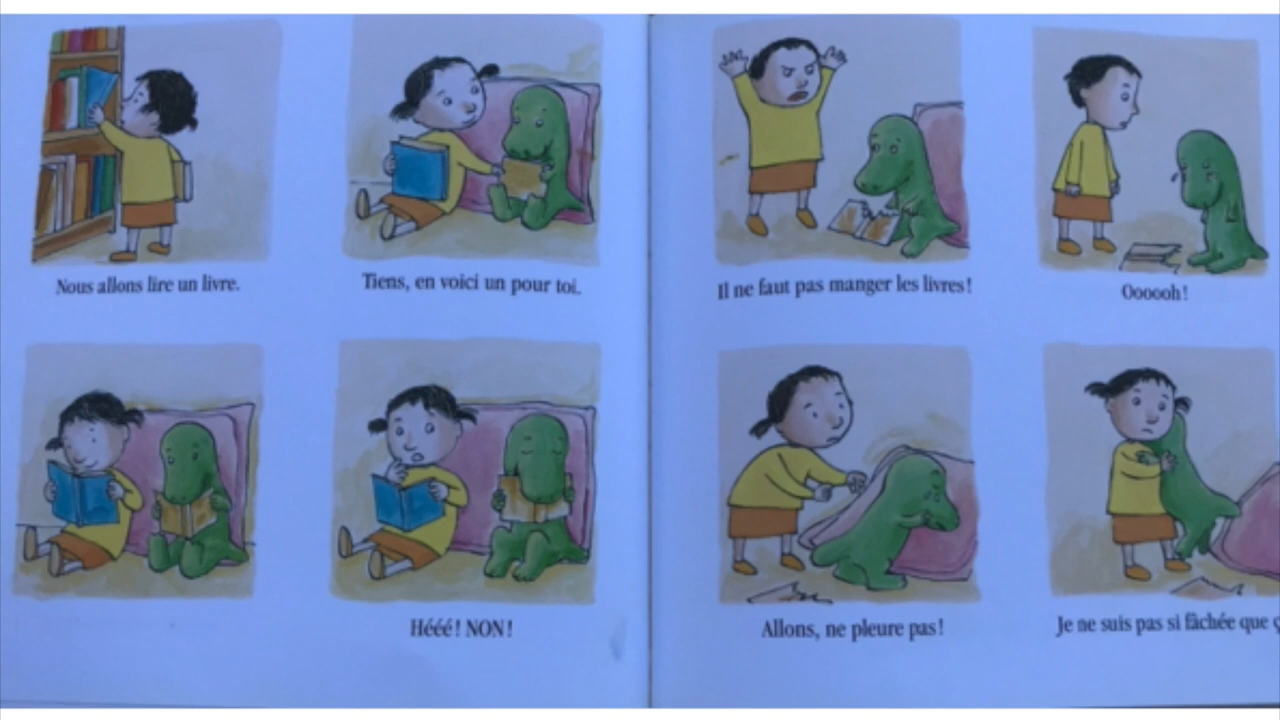 Nous allons lire un livre.
Tiens, en voici un pour toi.
Hééé! NON!
Il ne faut pas manger les livres!
Oooooh!
Allons, ne pleure pas!
Je ne suis pas si fâchée que